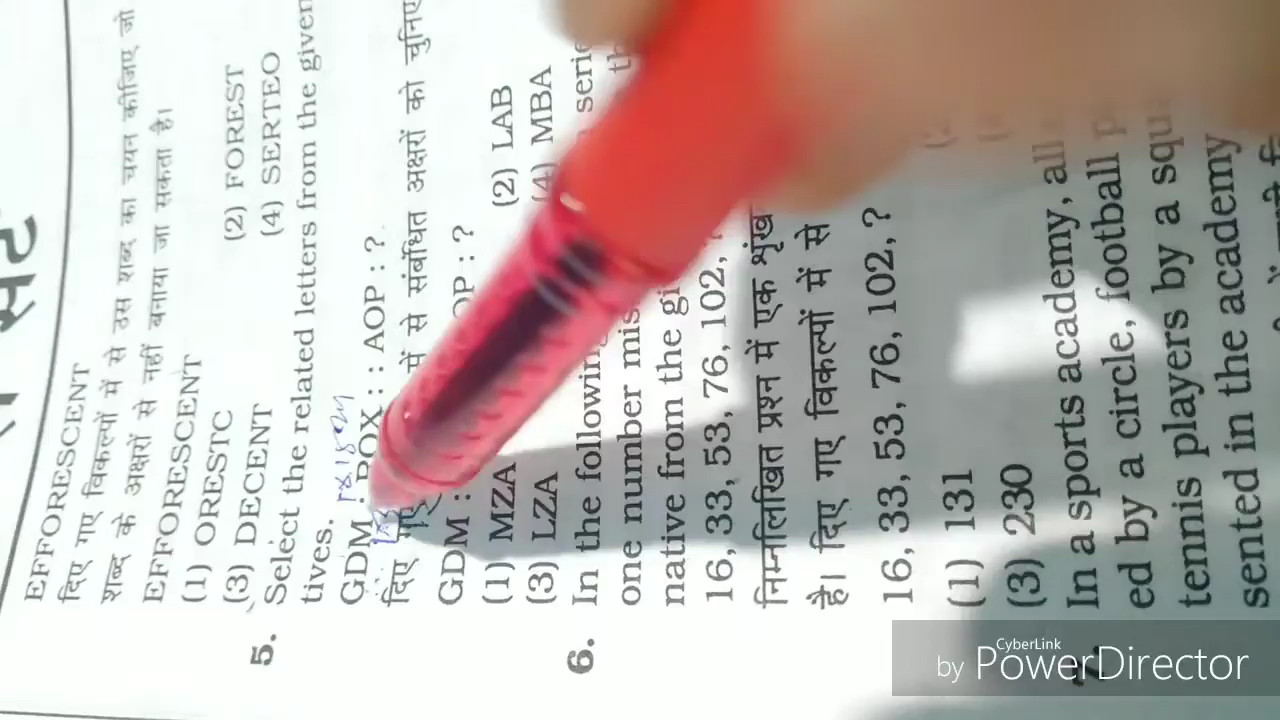 EFFORESCENT
दिए गए विकल्पों में से उस शब्द का चयन कीजिए जो
शब्द के अक्षरों से नहीं बनाया जा सकता है।
EFFORESCENT
(1) ORESTC (2) FOREST
(3) DECENT (4) SERTEO
5. Select the related letters from the given
tives.
GDM : POX : : AOP : ?
दिए गए में से संबंधित अक्षरों को चुनिए
GDM : OP : ?
(1) MZA (2) LAB
(3) LZA (4) MBA
6. In the following serie
one number mis
native from the gi
16, 33, 53, 76, 102, ?
निम्नलिखित प्रश्न में एक शृंख
है। दिए गए विकल्पों में से
16, 33, 53, 76, 102, ?
(1) 131
(3) 230
7. In a sports academy, all
ed by a circle, football p
tennis players by a squ
sented in the academy
CyberLink
by PowerDirector